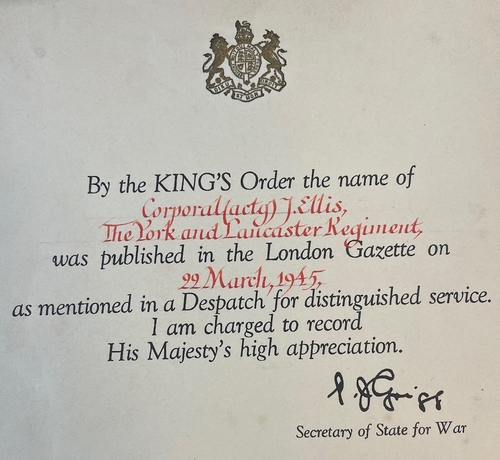 By the KING'S Order the name of
Corporal (actg) J. Ellis,
The York and Lancaster Regiment,
was published in the London Gazette on
22 March, 1945,
as mentioned in a Despatch for distinguished service.
I am charged to record
His Majesty's high appreciation.
P. J. Grigg
Secretary of State for War